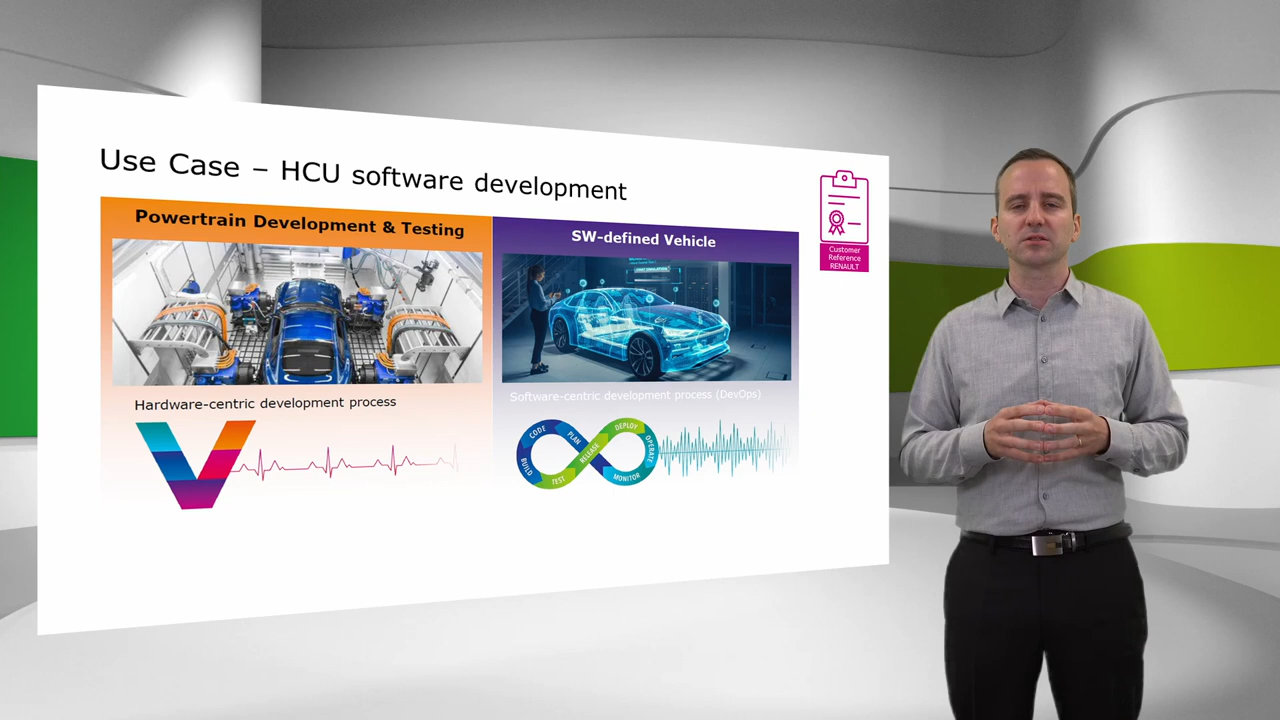 Use Case – HCU software development
Powertrain Development & Testing
SW-defined Vehicle
Customer
Reference
RENAULT
Hardware-centric development process
Software-centric development process (DevOps)
CODE
PLAN
BUILD
TEST
RELEASE
DEPLOY
OPERATE
MONITOR